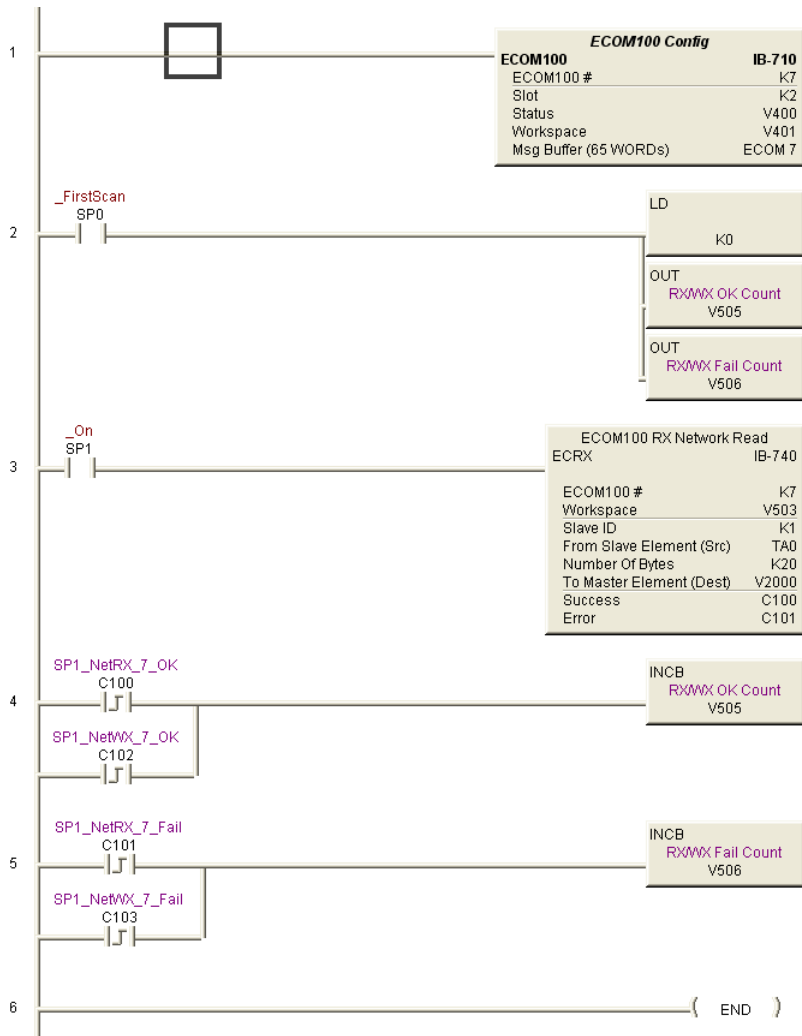 1
ECOM100 Config
ECOM100 IB-710
ECOM100 # K7
Slot K2
Status V400
Workspace V401
Msg Buffer (65 WORDs) ECOM 7
_FirstScan
SP0
2
LD
K0
OUT
RX/WX OK Count
V505
OUT
RX/WX Fail Count
V506
_On
SP1
3
ECOM100 RX Network Read
ECRX IB-740
ECOM100 # K7
Workspace V503
Slave ID K1
From Slave Element (Src) TA0
Number Of Bytes K20
To Master Element (Dest) V2000
Success C100
Error C101
SP1_NetRX_7_OK
C100
4
INCB
RX/WX OK Count
V505
SP1_NetWX_7_OK
C102
SP1_NetRX_7_Fail
C101
5
INCB
RX/WX Fail Count
V506
SP1_NetWX_7_Fail
C103
6
( END )